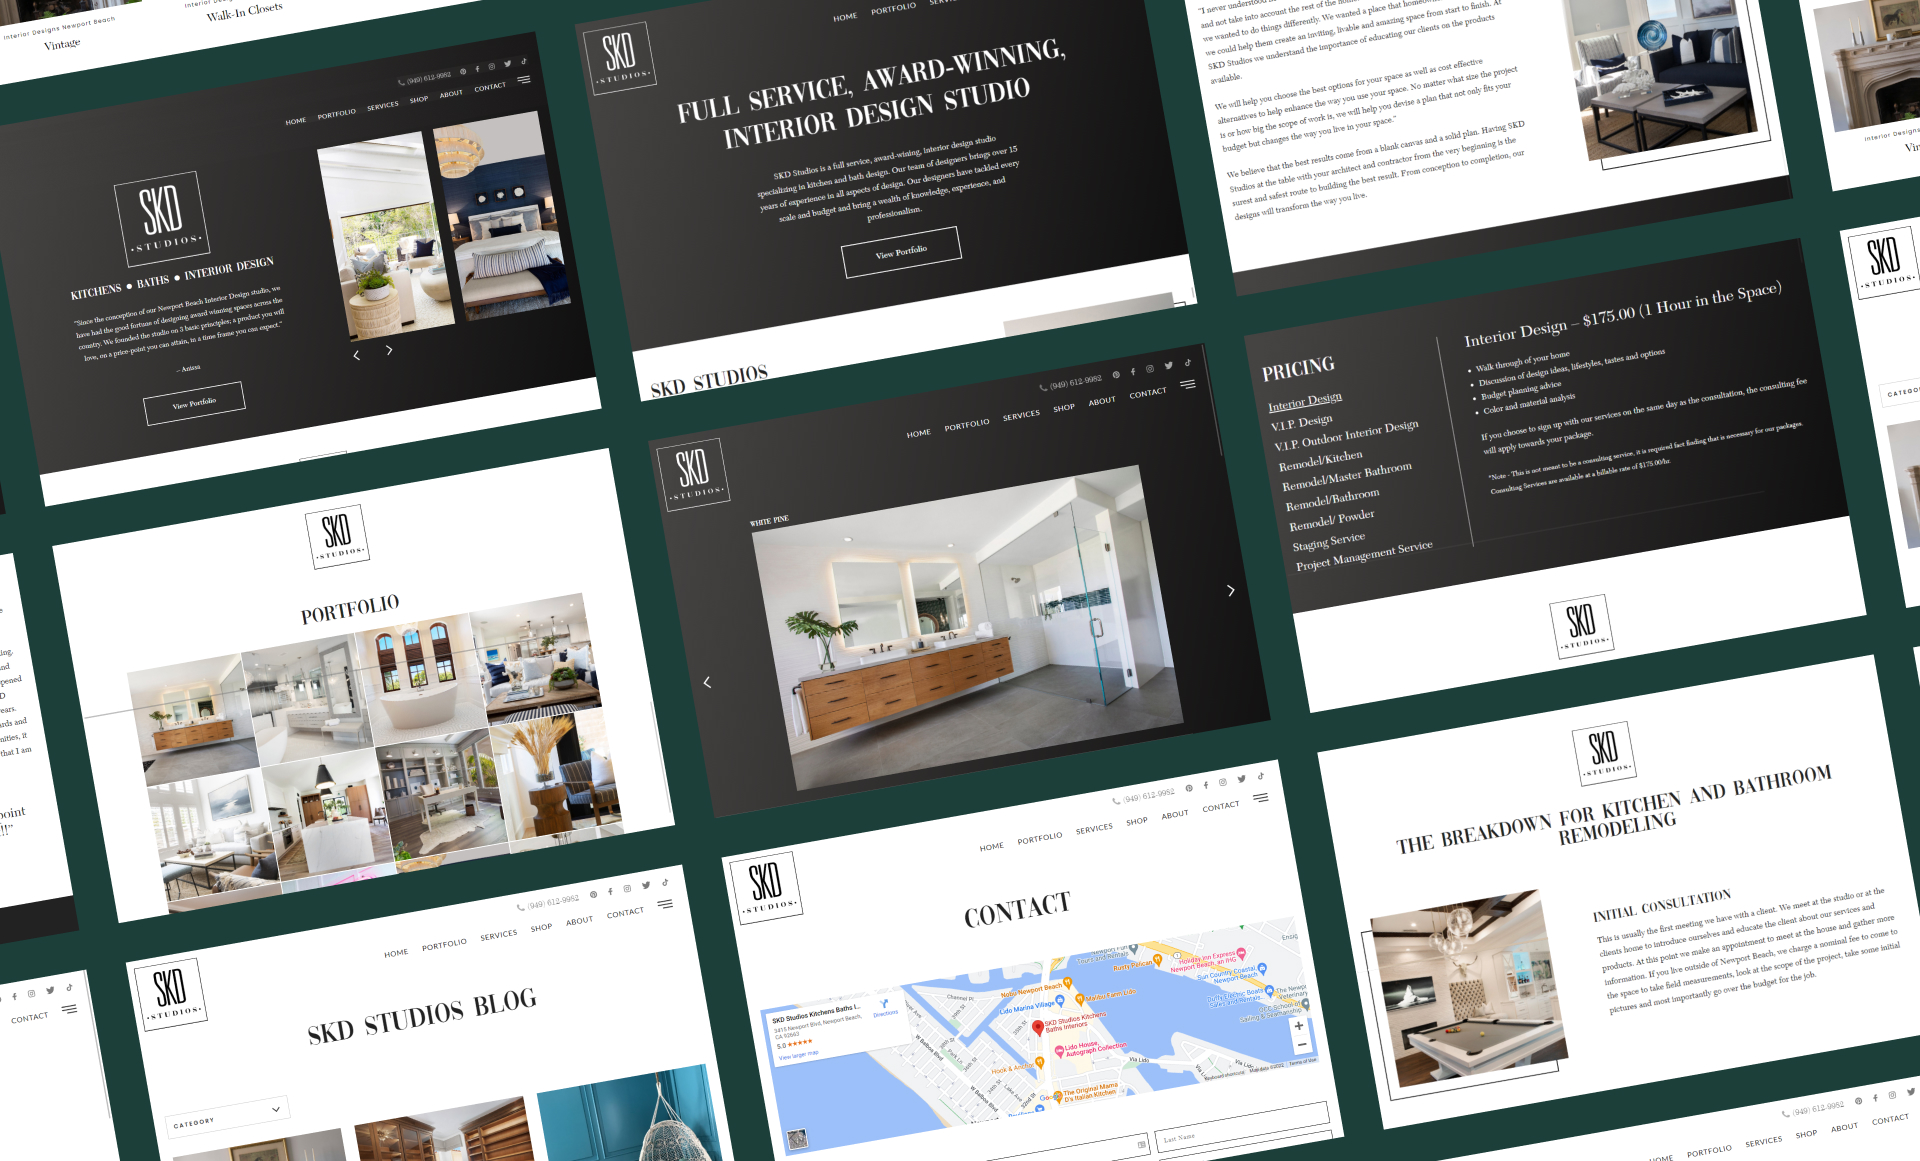 Interior Designs Newport Beach
Vintage
Walk-In Closets
(949) 612-9982
HOME PORTFOLIO SERVICES SHOP ABOUT CONTACT
SKD
•STUDIOS•
KITCHENS ● BATHS ● INTERIOR DESIGN
"Since the conception of our Newport Beach Interior Design studio, we
have had the good fortune of designing award winning spaces across the
country. We founded the studio on 3 basic principles; a product you will
love, on a price-point you can attain, in a time frame you can expect."
– Anissa
View Portfolio
SKD
•STUDIOS•
HOME PORTFOLIO
FULL SERVICE, AWARD-WINNING,
INTERIOR DESIGN STUDIO
SKD Studios is a full service, award-wining, interior design studio
specializing in kitchen and bath design. Our team of designers brings over 15
years of experience in all aspects of design. Our designers have tackled every
scale and budget and bring a wealth of knowledge, experience, and
professionalism.
View Portfolio
SKD STUDIOS
"I never understood
and not take into account the rest of the
we wanted to do things differently. We wanted a place that
we could help them create an inviting, livable and amazing space from start to finish. At
SKD Studios we understand the importance of educating our clients on the products
available.
We will help you choose the best options for your space as well as cost effective
alternatives to help enhance the way you use your space. No matter what size the project
is or how big the scope of work is, we will help you devise a plan that not only fits your
budget but changes the way you live in your space."
We believe that the best results come from a blank canvas and a solid plan. Having SKD
Studios at the table with your architect and contractor from the very beginning is the
surest and safest route to building the best result. From conception to completion, our
designs will transform the way you live.
Interior Designs
SKD
•STUDIOS•
PORTFOLIO
(949) 612-9982
HOME PORTFOLIO SERVICES SHOP ABOUT CONTACT
SKD
•STUDIOS•
WHITE PINE
PRICING
Interior Design
V.I.P. Design
V.I.P. Outdoor Interior Design
Remodel/Kitchen
Remodel/Master Bathroom
Remodel/Bathroom
Remodel/ Powder
Staging Service
Project Management Service
Interior Design – $175.00 (1 Hour in the Space)
• Walk through of your home
• Discussion of design ideas, lifestyles, tastes and options
• Budget planning advice
• Color and material analysis
If you choose to sign up with our services on the same day as the consultation, the consulting fee
will apply towards your package.
*Note - This is not meant to be a consulting service, it is required fact finding that is necessary for our packages.
Consulting Services are available at a billable rate of $175.00/hr.
SKD
•STUDIOS•
SKD
•STUDIOS•
that I am
point
!!"
CONTACT
(949) 612-9982
HOME PORTFOLIO SERVICES SHOP ABOUT CONTACT
SKD
•STUDIOS•
SKD STUDIOS BLOG
CATEGORY
(949) 612-9982
HOME PORTFOLIO SERVICES SHOP ABOUT CONTACT
SKD
•STUDIOS•
CONTACT
SKD Studios Kitchens Baths I...
3415 Newport Blvd, Newport Beach,
CA 92663
5.0 ★★★★★
View larger map
Directions
Nobu Newport Beach
Lido Marina Village
Malibu Farm Lido
Rusty Pelican
Holiday Inn Express
Newport Beach, an IHG
Sun Country Coastal,
Newport Beach
Duffy Electric Boats
Sales and Rentals...
SKD Studios Kitchens
Baths Interiors
Lido House,
Autograph Collection
Hook & Anchor
The Original Mama
D's Italian Kitchen
Channel Pl
W Balboa Blvd
Via Lido
Google
Keyboard shortcuts Map data ©2022 Terms of Use
Last Name
SKD
•STUDIOS•
THE BREAKDOWN FOR KITCHEN AND BATHROOM
REMODELING
INITIAL CONSULTATION
This is usually the first meeting we have with a client. We meet at the studio or at the
clients home to introduce ourselves and educate the client about our services and
products. At this point we make an appointment to meet at the house and gather more
information. If you live outside of Newport Beach, we charge a nominal fee to come to
the space to take field measurements, look at the scope of the project, take some initial
pictures and most importantly go over the budget for the job.
(949) 612-9982
HOME PORTFOLIO SERVICES SHOP ABOUT CONTACT